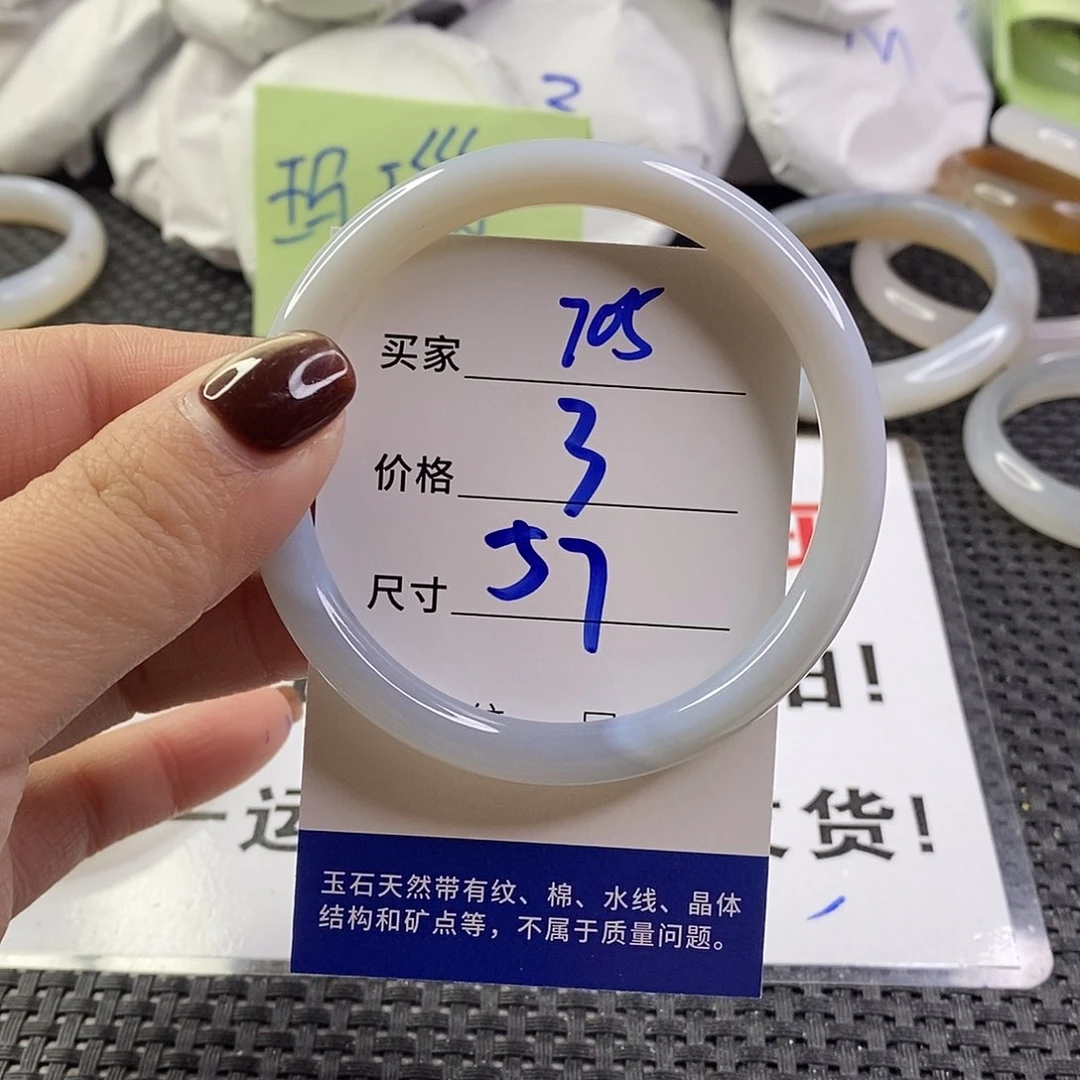 玛瑙
买家 705
价格 3
尺寸 57
货!
玉石天然带有纹、棉、水线、晶体
结构和矿点等，不属于质量问题。